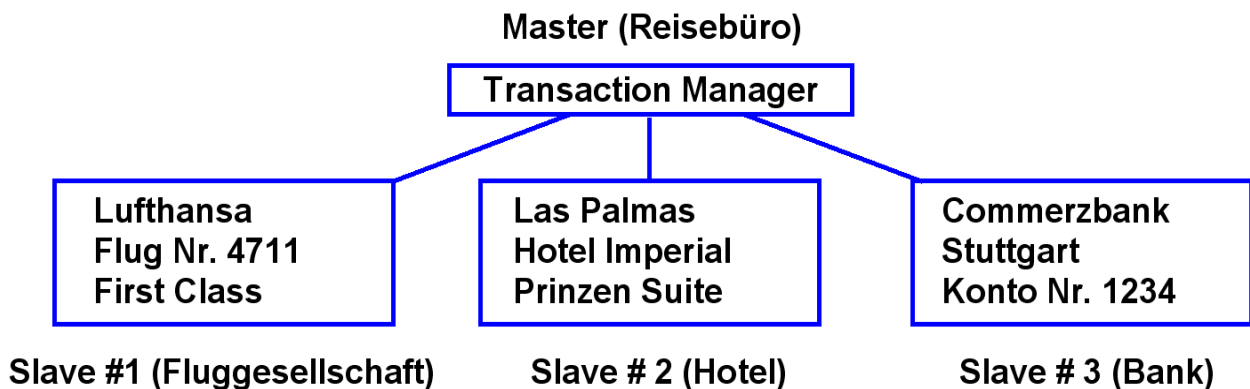 Master (Reisebüro)
Transaction Manager
Lufthansa
Flug Nr. 4711
First Class
Las Palmas
Hotel Imperial
Prinzen Suite
Commerzbank
Stuttgart
Konto Nr. 1234
Slave #1 (Fluggesellschaft)
Slave # 2 (Hotel)
Slave # 3 (Bank)